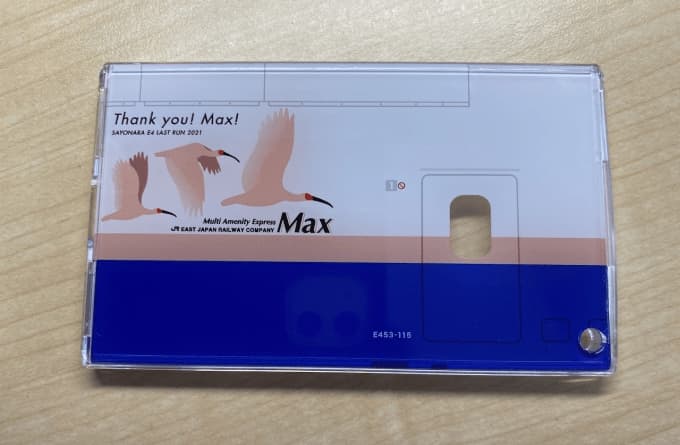 Thank you! Max!
SAYONARA E4 LAST RUN 2021
1
Multi Amenity Express Max
JR EAST JAPAN RAILWAY COMPANY
E453-115